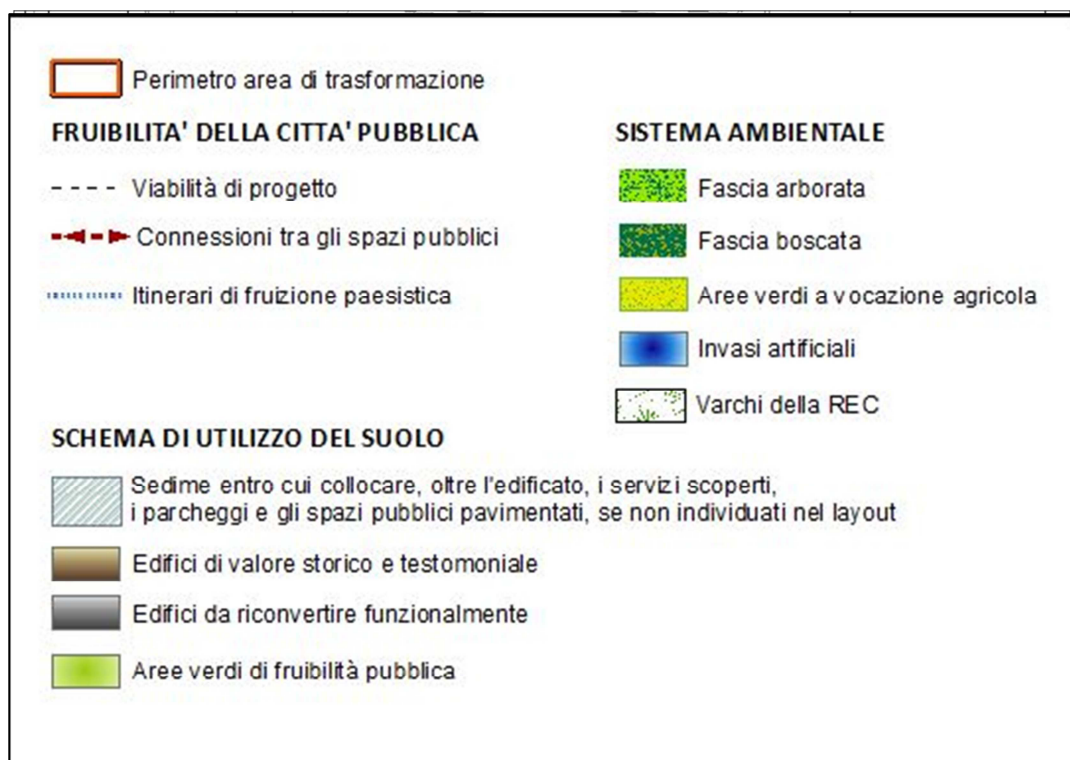 Perimetro area di trasformazione
FRUIBILITA' DELLA CITTA' PUBBLICA
Viabilità di progetto
Connessioni tra gli spazi pubblici
Itinerari di fruizione paesistica
SISTEMA AMBIENTALE
Fascia arborata
Fascia boscata
Aree verdi a vocazione agricola
Invasi artificiali
Varchi della REC
SCHEMA DI UTILIZZO DEL SUOLO
Sedime entro cui collocare, oltre l'edificato, i servizi scoperti,
i parcheggi e gli spazi pubblici pavimentati, se non individuati nel layout
Edifici di valore storico e testomoniale
Edifici da riconvertire funzionalmente
Aree verdi di fruibilità pubblica